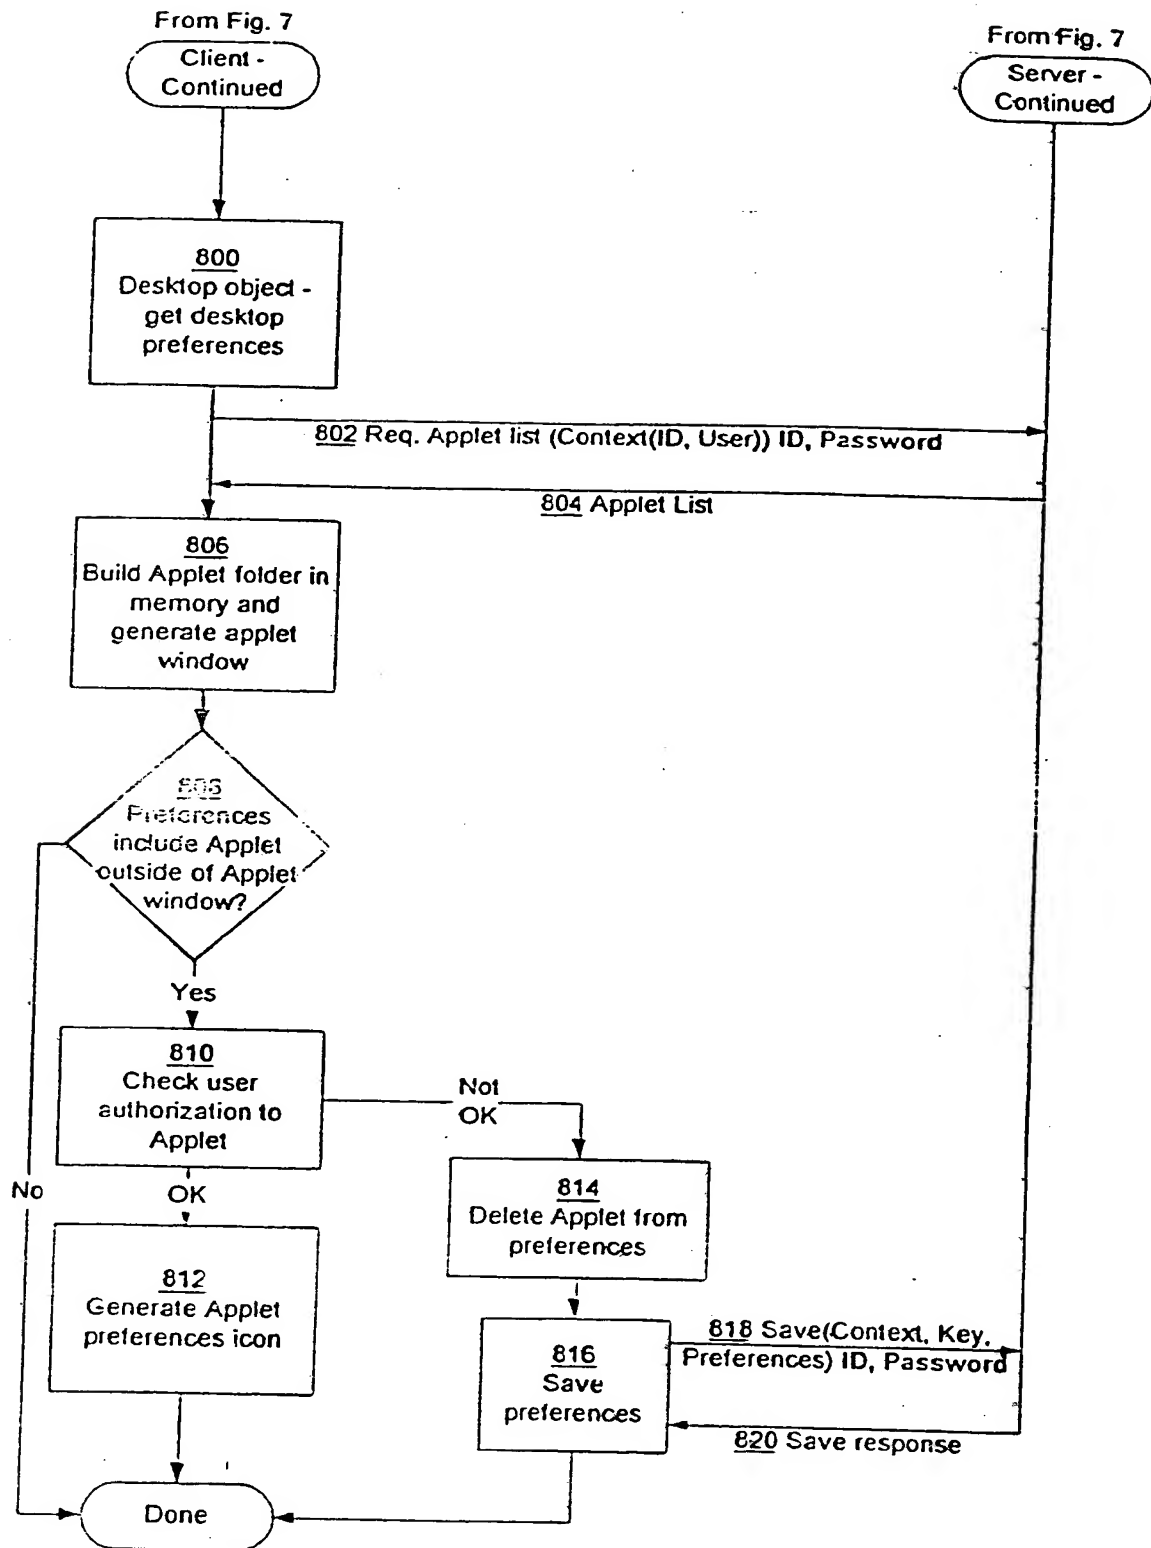 From Fig. 7
Client -
Continued
From Fig. 7
Server -
Continued
800
Desktop object -
get desktop
preferences
802 Req. Applet list (Context(ID, User)) ID, Password
804 Applet List
806
Build Applet folder in
memory and
generate applet
window
Preferences
include Applet
outside of Applet
window?
Yes
No
810
Check user
authorization to
Applet
Not
OK
OK
814
Delete Applet from
preferences
812
Generate Applet
preferences icon
816
Save
preferences
818 Save(Context, Key,
Preferences) ID, Password
820 Save response
Done